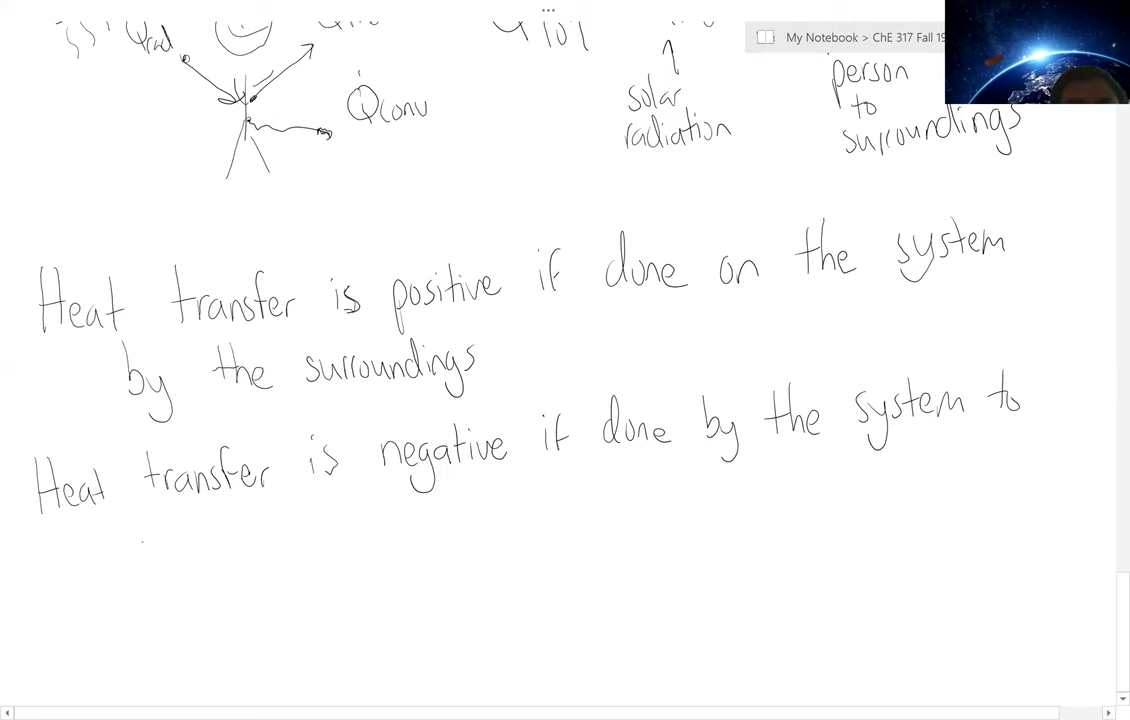 My Notebook > ChE 317 Fall 19
Qrad
Q̇conv
solar
radiation
person
to
surroundings
Heat transfer is positive if done on the system
by the surroundings
Heat transfer is negative if done by the system to